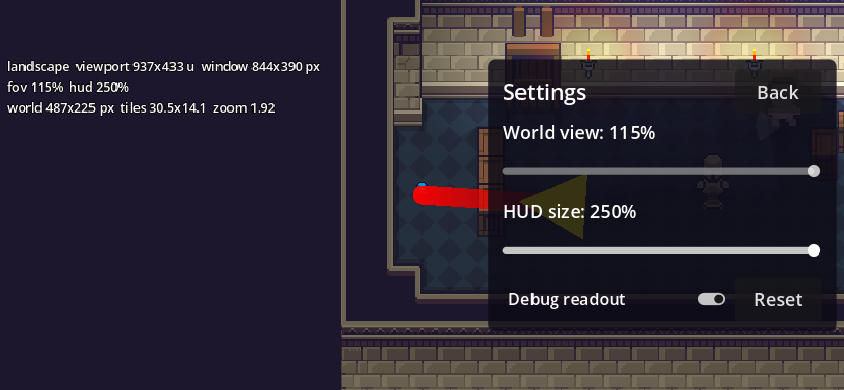 landscape viewport 937x433 u window 844x390 px
fov 115% hud 250%
world 487x225 px tiles 30.5x14.1 zoom 1.92
Settings
Back
World view: 115%
HUD size: 250%
Debug readout
Reset